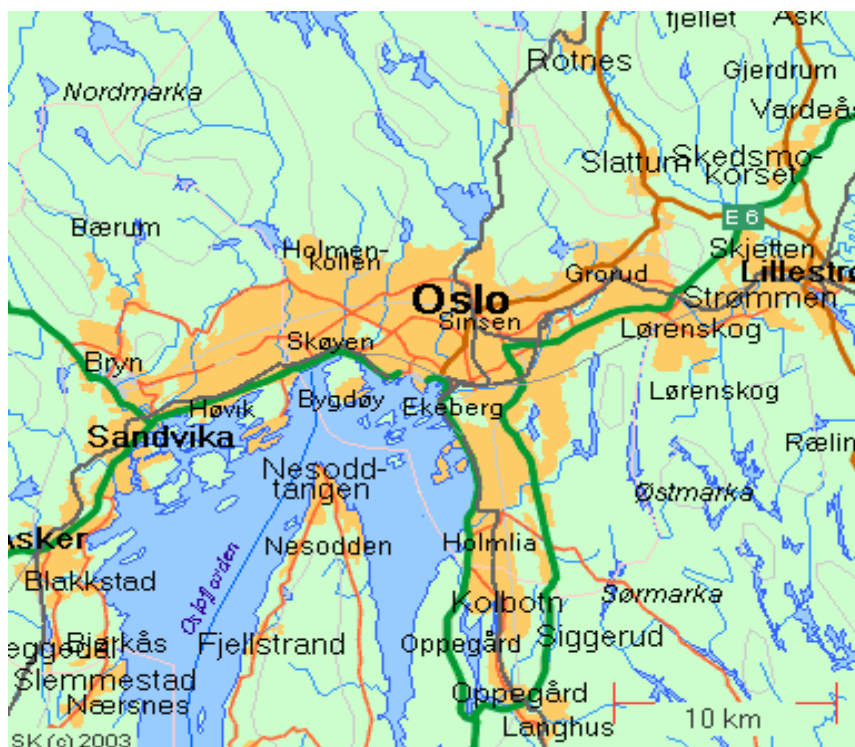 fjellet
Ask
Rotnes
Gjerdrum
Nordmarka
Vardeås
Slattum
Skedsmo-
korset
E 6
Bærum
Holmen-
kollen
Skjetten
Grorud
Lillestrø
Oslo
Strømmen
Sinsen
Lørenskog
Skøyen
Bryn
Lørenskog
Høvik
Bygdøy
Ekeberg
Sandvika
Rælin
Nesodd-
tangen
Østmarka
Asker
Nesodden
Holmlia
Blakkstad
Oslofjorden
Kolbotn
Sørmarka
Bjerkås
Fjellstrand
Oppegård
Siggerud
Slemmestad
Oppegård
Nærsnes
10 km
Langhus
SK (c) 2003